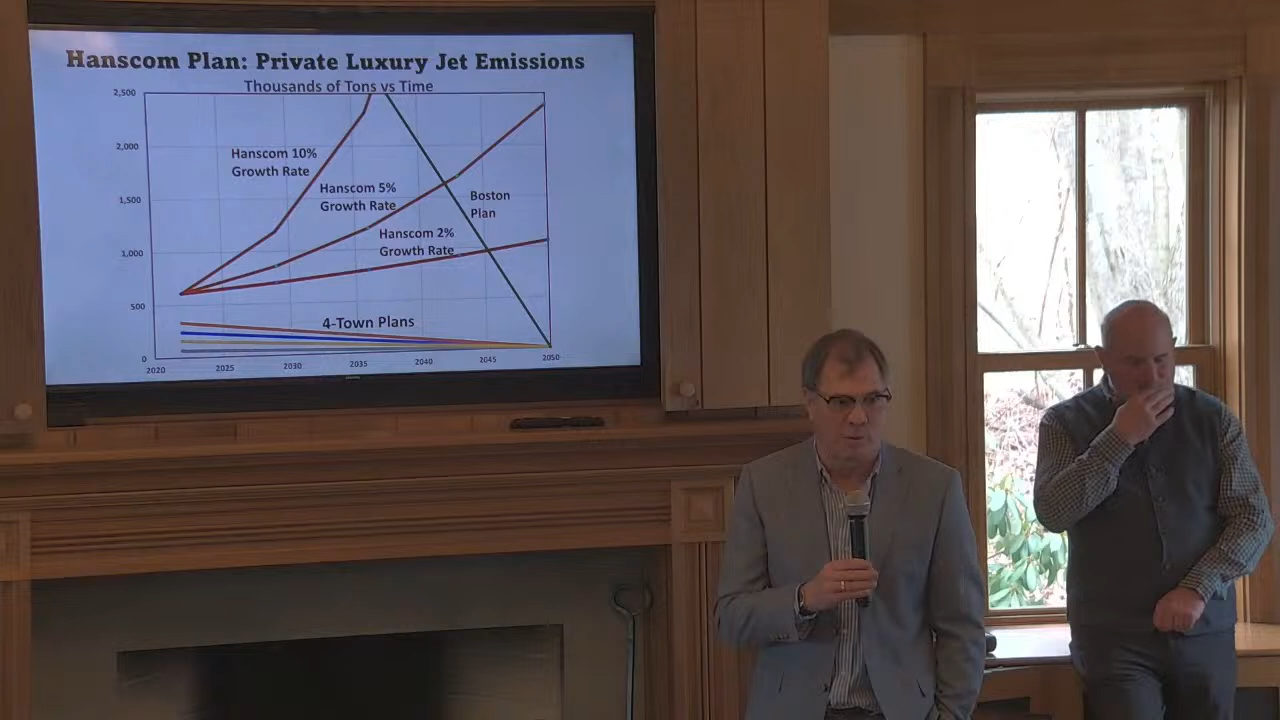 Hanscom Plan: Private Luxury Jet Emissions
Thousands of Tons vs Time
2,500
2,000
1,500
1,000
500
0
Hanscom 10%
Growth Rate
Hanscom 5%
Growth Rate
Boston
Plan
Hanscom 2%
Growth Rate
4-Town Plans
2020
2025
2030
2035
2040
2045
2050